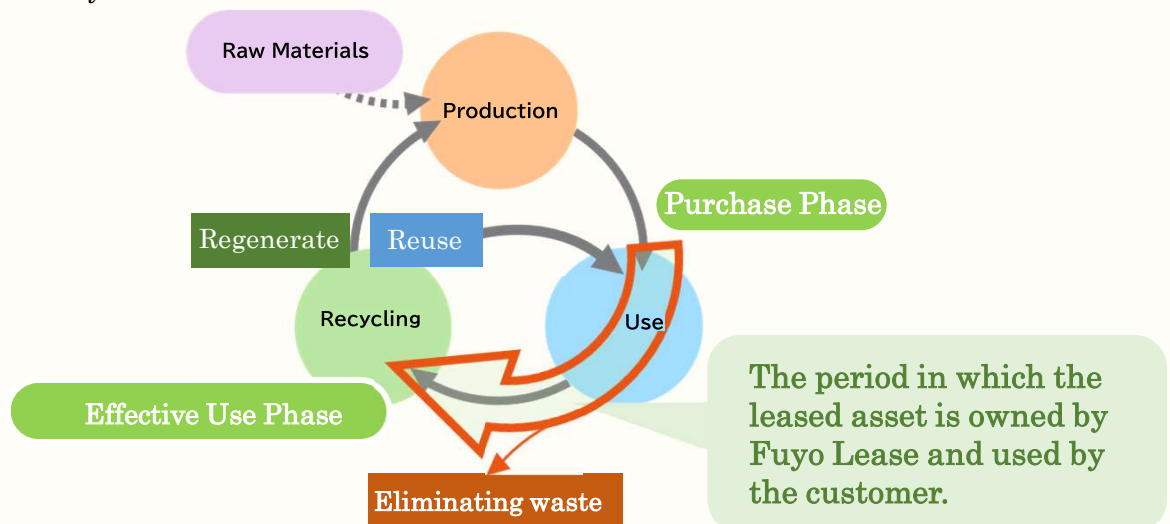 Raw Materials
Production
Purchase Phase
Regenerate
Reuse
Recycling
Use
Effective Use Phase
The period in which the
leased asset is owned by
Fuyo Lease and used by
the customer.
Eliminating waste